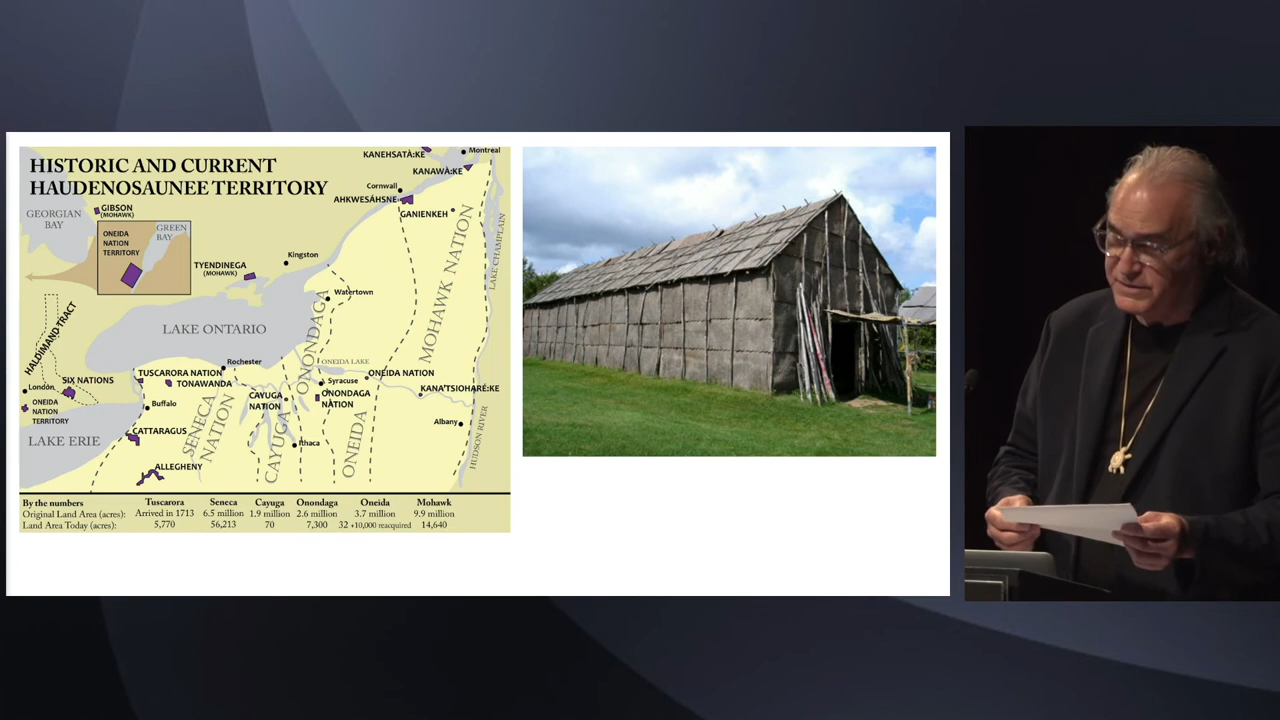 HISTORIC AND CURRENT
HAUDENOSAUNEE TERRITORY
KANEHSATÀ:KE
Montreal
KANAWÀ:KE
Cornwall
AHKWESÁHSNE
GANIENKEH
GEORGIAN
BAY
GIBSON
(MOHAWK)
ONEIDA
NATION
TERRITORY
GREEN
BAY
TYENDINEGA
(MOHAWK)
Kingston
Watertown
LAKE CHAMPLAIN
MOHAWK NATION
HALDIMAND TRACT
LAKE ONTARIO
ONONDAGA
ONEIDA LAKE
Rochester
TUSCARORA NATION
TONAWANDA
ONEIDA NATION
London
SIX NATIONS
Syracuse
KANA'TSIOHARÉ:KE
ONEIDA
NATION
TERRITORY
Buffalo
CAYUGA
NATION
ONONDAGA
NATION
SENECA
NATION
CAYUGA
ONEIDA
Albany
HUDSON RIVER
LAKE ERIE
CATTARAGUS
Ithaca
ALLEGHENY
By the numbers Tuscarora Seneca Cayuga Onondaga Oneida Mohawk
Original Land Area (acres): Arrived in 1713 6.5 million 1.9 million 2.6 million 3.7 million 9.9 million
Land Area Today (acres): 5,770 56,213 70 7,300 32 +10,000 reacquired 14,640